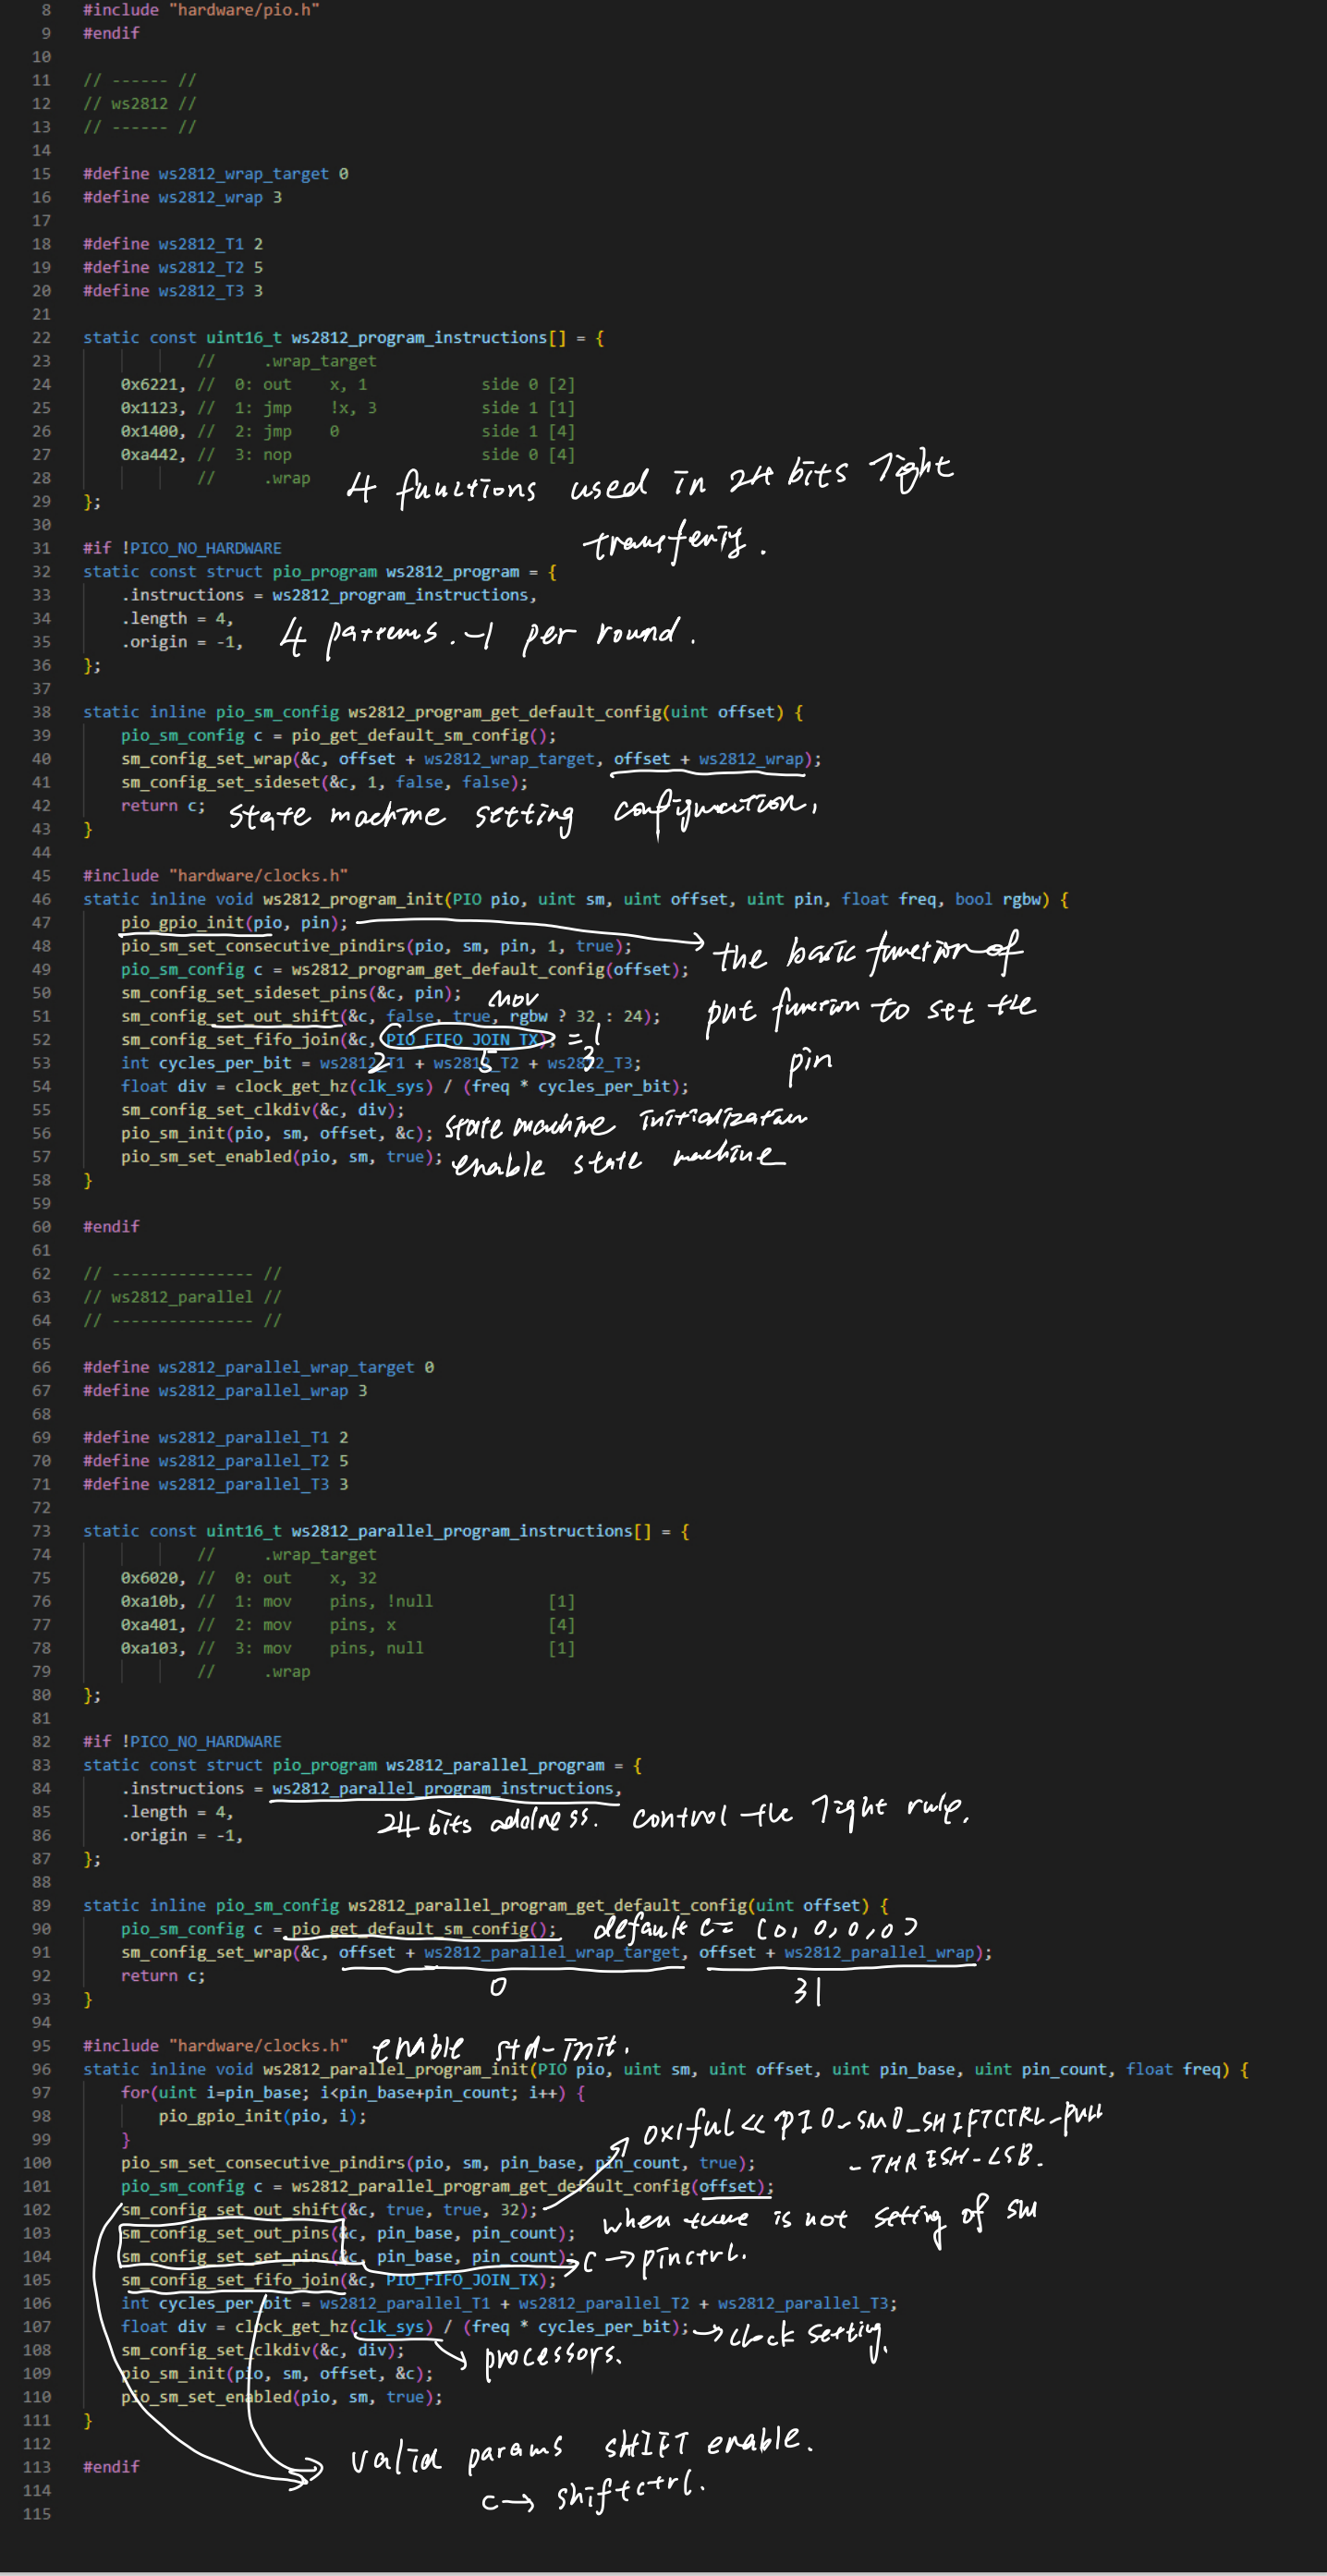 8 #include "hardware/pio.h"
9 #endif
10
11 // ------ //
12 // ws2812 //
13 // ------ //
14
15 #define ws2812_wrap_target 0
16 #define ws2812_wrap 3
17
18 #define ws2812_T1 2
19 #define ws2812_T2 5
20 #define ws2812_T3 3
21
22 static const uint16_t ws2812_program_instructions[] = {
23 // .wrap_target
24 0x6221, // 0: out x, 1 side 0 [2]
25 0x1123, // 1: jmp !x, 3 side 1 [1]
26 0x1400, // 2: jmp 0 side 1 [4]
27 0xa442, // 3: nop side 0 [4]
28 // .wrap
4 functions used in 24 bits light
29 };
30
transfering.
31 #if !PICO_NO_HARDWARE
32 static const struct pio_program ws2812_program = {
33 .instructions = ws2812_program_instructions,
34 .length = 4,
4 patterns. -1 per round.
35 .origin = -1,
36 };
37
38 static inline pio_sm_config ws2812_program_get_default_config(uint offset) {
39 pio_sm_config c = pio_get_default_sm_config();
40 sm_config_set_wrap(&c, offset + ws2812_wrap_target, offset + ws2812_wrap);
41 sm_config_set_sideset(&c, 1, false, false);
42 return c;
state machine setting configuration.
43 }
44
45 #include "hardware/clocks.h"
46 static inline void ws2812_program_init(PIO pio, uint sm, uint offset, uint pin, float freq, bool rgbw) {
47 pio_gpio_init(pio, pin);
48 pio_sm_set_consecutive_pindirs(pio, sm, pin, 1, true);
the basic function of
49 pio_sm_config c = ws2812_program_get_default_config(offset);
50 sm_config_set_sideset_pins(&c, pin);
mov
put function to set the
51 sm_config_set_out_shift(&c, false, true, rgbw ? 32 : 24);
52 sm_config_set_fifo_join(&c, PIO_FIFO_JOIN_TX);
= 1
pin
53 int cycles_per_bit = ws2812_T1 + ws2812_T2 + ws2812_T3;
2 5 3
54 float div = clock_get_hz(clk_sys) / (freq * cycles_per_bit);
55 sm_config_set_clkdiv(&c, div);
56 pio_sm_init(pio, sm, offset, &c);
state machine initialization
57 pio_sm_set_enabled(pio, sm, true);
enable state machine
58 }
59
60 #endif
61
62 // --------------- //
63 // ws2812_parallel //
64 // --------------- //
65
66 #define ws2812_parallel_wrap_target 0
67 #define ws2812_parallel_wrap 3
68
69 #define ws2812_parallel_T1 2
70 #define ws2812_parallel_T2 5
71 #define ws2812_parallel_T3 3
72
73 static const uint16_t ws2812_parallel_program_instructions[] = {
74 // .wrap_target
75 0x6020, // 0: out x, 32
76 0xa10b, // 1: mov pins, !null [1]
77 0xa401, // 2: mov pins, x [4]
78 0xa103, // 3: mov pins, null [1]
79 // .wrap
80 };
81
82 #if !PICO_NO_HARDWARE
83 static const struct pio_program ws2812_parallel_program = {
84 .instructions = ws2812_parallel_program_instructions,
85 .length = 4,
24 bits address. control the light rule.
86 .origin = -1,
87 };
88
89 static inline pio_sm_config ws2812_parallel_program_get_default_config(uint offset) {
90 pio_sm_config c = pio_get_default_sm_config();
default c = (0, 0, 0, 0)
91 sm_config_set_wrap(&c, offset + ws2812_parallel_wrap_target, offset + ws2812_parallel_wrap);
92 return c;
0 31
93 }
94
95 #include "hardware/clocks.h"
enable std-init.
96 static inline void ws2812_parallel_program_init(PIO pio, uint sm, uint offset, uint pin_base, uint pin_count, float freq) {
97 for(uint i=pin_base; i<pin_base+pin_count; i++) {
98 pio_gpio_init(pio, i);
0x1ful << PIO_SM0_SHIFTCTRL_PULL
99 }
100 pio_sm_set_consecutive_pindirs(pio, sm, pin_base, pin_count, true);
-THRESH-LSB.
101 pio_sm_config c = ws2812_parallel_program_get_default_config(offset);
102 sm_config_set_out_shift(&c, true, true, 32);
103 sm_config_set_out_pins(&c, pin_base, pin_count);
when is not seting of sm
104 sm_config_set_set_pins(&c, pin_base, pin_count);
c → pinctrl.
105 sm_config_set_fifo_join(&c, PIO_FIFO_JOIN_TX);
106 int cycles_per_bit = ws2812_parallel_T1 + ws2812_parallel_T2 + ws2812_parallel_T3;
107 float div = clock_get_hz(clk_sys) / (freq * cycles_per_bit);
→ clock setting.
108 sm_config_set_clkdiv(&c, div);
processors.
109 pio_sm_init(pio, sm, offset, &c);
110 pio_sm_set_enabled(pio, sm, true);
111 }
112
valid params SHIFT enable.
113 #endif
114
c → shiftctrl.
115